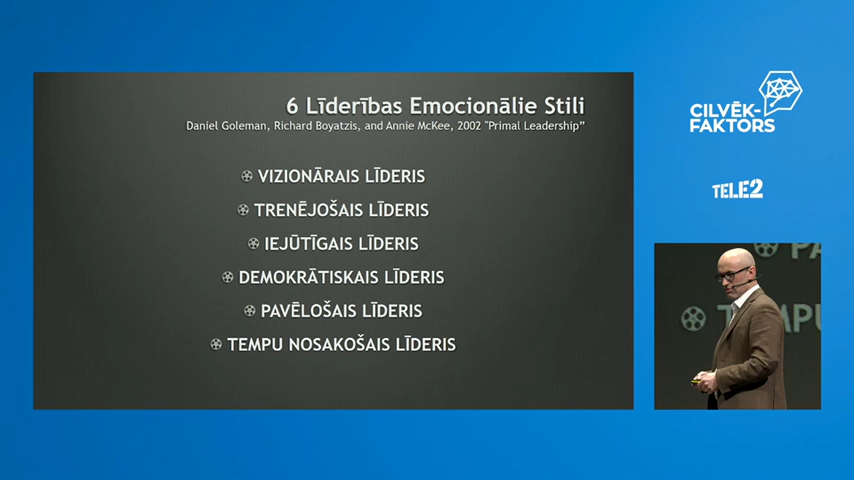 6 Līderības Emocionālie Stili
Daniel Goleman, Richard Boyatzis, and Annie McKee, 2002 "Primal Leadership"
VIZIONĀRAIS LĪDERIS
TRENĒJOŠAIS LĪDERIS
IEJŪTĪGAIS LĪDERIS
DEMOKRĀTISKAIS LĪDERIS
PAVĒLOŠAIS LĪDERIS
TEMPU NOSAKOŠAIS LĪDERIS
CILVĒK-
FAKTORS
TELE2